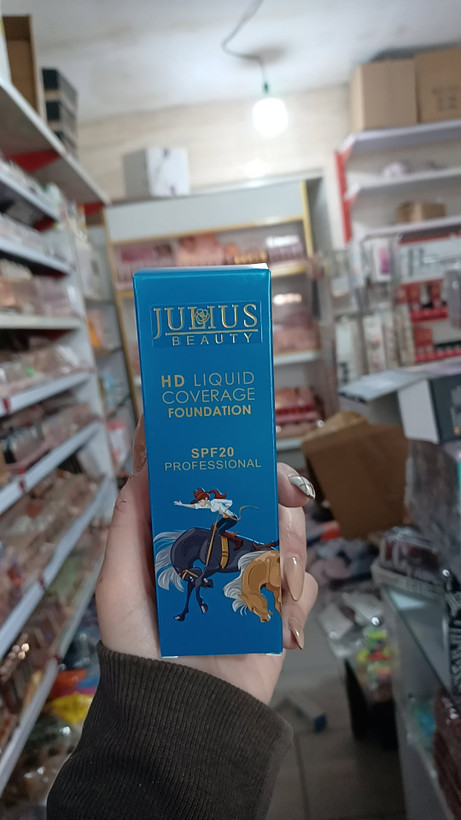 JULIUS
BEAUTY
HD LIQUID
COVERAGE
FOUNDATION
SPF20
PROFESSIONAL